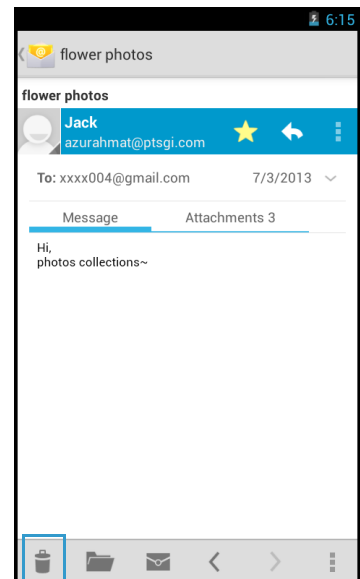 6:15
flower photos
flower photos
Jack
azurahmat@ptsgi.com
To: xxxx004@gmail.com 7/3/2013
Message Attachments 3
Hi,
photos collections~